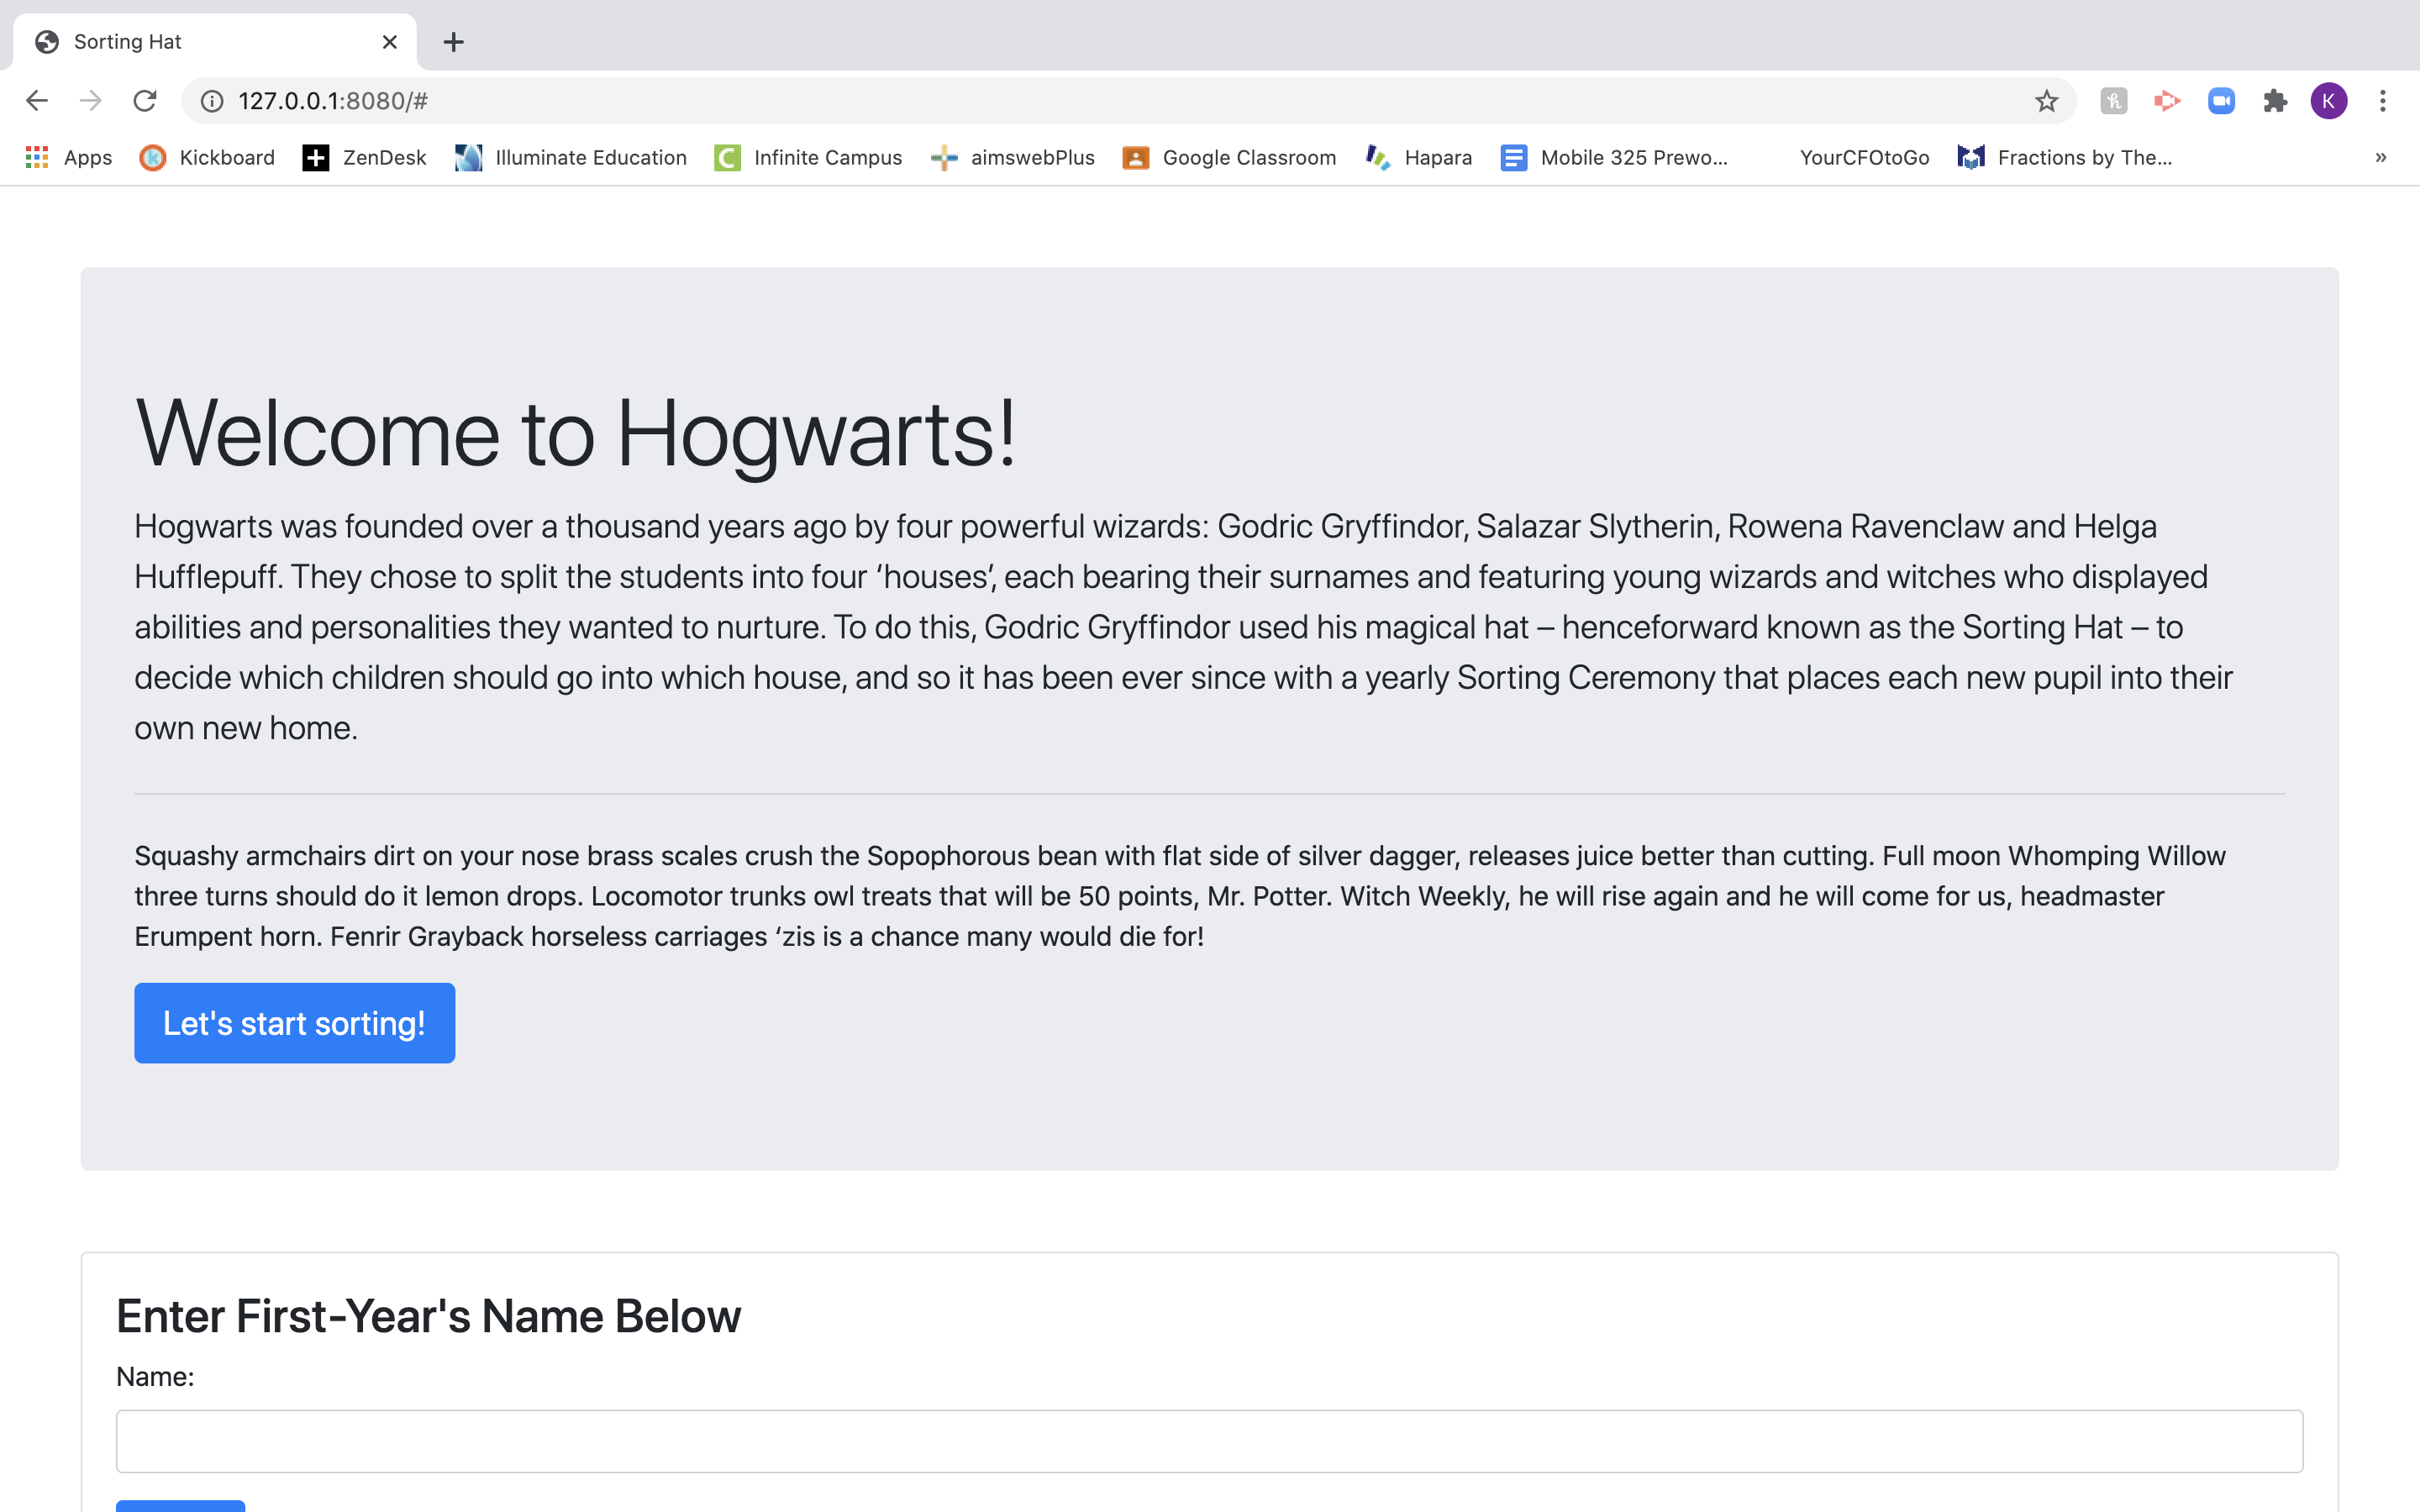 Sorting Hat
127.0.0.1:8080/#
K
Apps Kickboard ZenDesk Illuminate Education Infinite Campus aimswebPlus Google Classroom Hapara Mobile 325 Prewo... YourCFOtoGo Fractions by The... »
Welcome to Hogwarts!
Hogwarts was founded over a thousand years ago by four powerful wizards: Godric Gryffindor, Salazar Slytherin, Rowena Ravenclaw and Helga
Hufflepuff. They chose to split the students into four ‘houses’, each bearing their surnames and featuring young wizards and witches who displayed
abilities and personalities they wanted to nurture. To do this, Godric Gryffindor used his magical hat – henceforward known as the Sorting Hat – to
decide which children should go into which house, and so it has been ever since with a yearly Sorting Ceremony that places each new pupil into their
own new home.
Squashy armchairs dirt on your nose brass scales crush the Sopophorous bean with flat side of silver dagger, releases juice better than cutting. Full moon Whomping Willow
three turns should do it lemon drops. Locomotor trunks owl treats that will be 50 points, Mr. Potter. Witch Weekly, he will rise again and he will come for us, headmaster
Erumpent horn. Fenrir Grayback horseless carriages ‘zis is a chance many would die for!
Let's start sorting!
Enter First-Year's Name Below
Name: